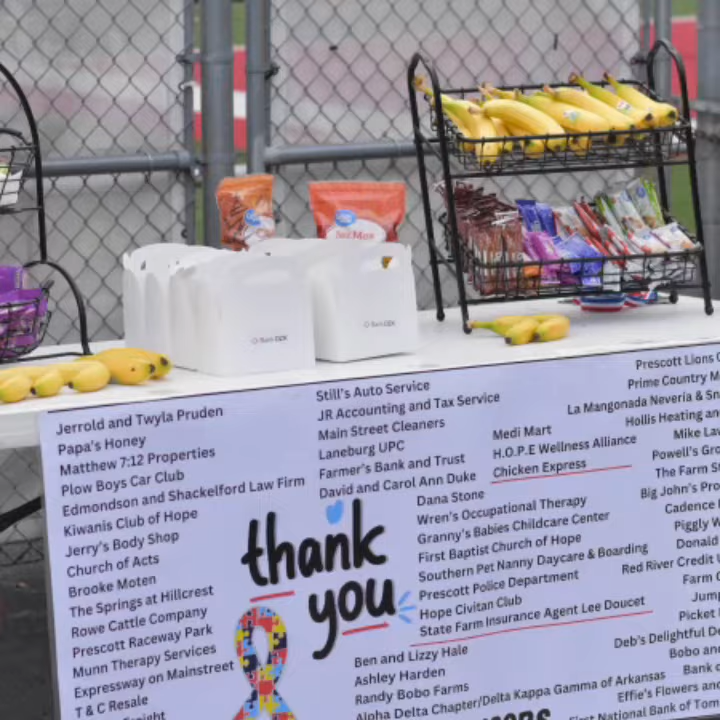 Great Value
Tex Mex
Bank OZK
Bank OZK
Jerrold and Twyla Pruden
Papa's Honey
Matthew 7:12 Properties
Plow Boys Car Club
Edmondson and Shackelford Law Firm
Kiwanis Club of Hope
Jerry's Body Shop
Church of Acts
Brooke Moten
The Springs at Hillcrest
Rowe Cattle Company
Prescott Raceway Park
Munn Therapy Services
Expressway on Mainstreet
T & C Resale
Still's Auto Service
JR Accounting and Tax Service
Main Street Cleaners
Laneburg UPC
Farmer's Bank and Trust
David and Carol Ann Duke
thank
you
Medi Mart
H.O.P.E Wellness Alliance
Chicken Express
Dana Stone
Wren's Occupational Therapy
Granny's Babies Childcare Center
First Baptist Church of Hope
Southern Pet Nanny Daycare & Boarding
Prescott Police Department
Hope Civitan Club
State Farm Insurance Agent Lee Doucet
Ben and Lizzy Hale
Ashley Harden
Randy Bobo Farms
Alpha Delta Chapter/Delta Kappa Gamma of Arkansas
Prescott Lions
Prime Country
La Mangonada Neveria &
Hollis Heating
Mike
Powell's
The Farm
Big John's
Cadence
Piggly
Donald
Red River Credit
Farm
Picket
Deb's Delightful
Bobo
Bank
Effie's Flowers and
First National Bank of